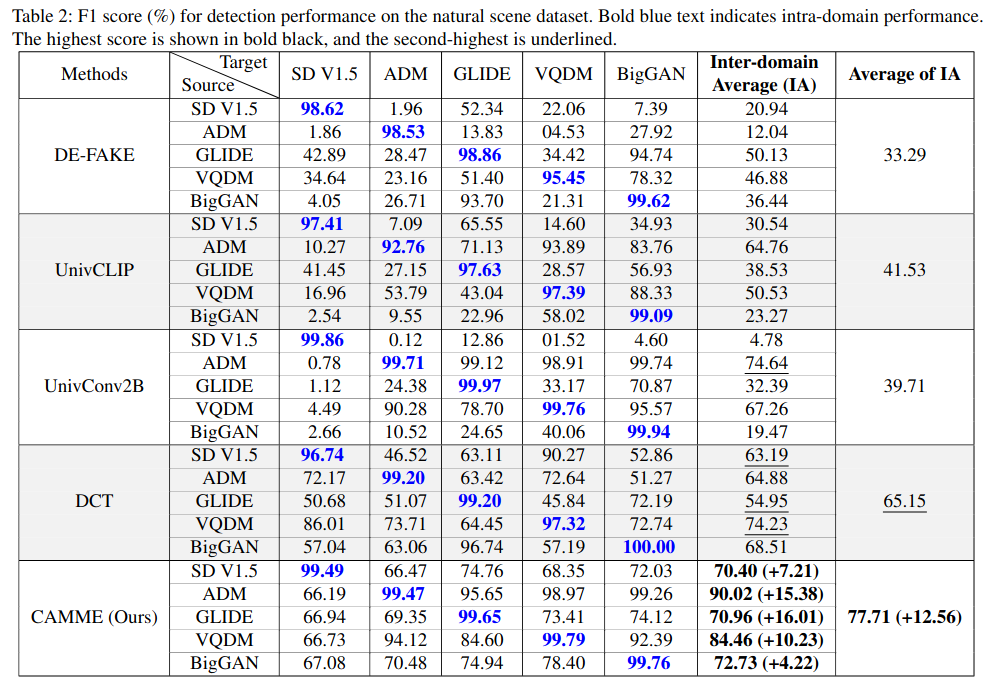 Table 2: F1 score (%) for detection performance on the natural scene dataset. Bold blue text indicates intra-domain performance.
The highest score is shown in bold black, and the second-highest is underlined.
Methods Target Source SD V1.5 ADM GLIDE VQDM BigGAN Inter-domain Average (IA) Average of IA
SD V1.5 98.62 1.96 52.34 22.06 7.39 20.94
ADM 1.86 98.53 13.83 04.53 27.92 12.04
DE-FAKE GLIDE 42.89 28.47 98.86 34.42 94.74 50.13 33.29
VQDM 34.64 23.16 51.40 95.45 78.32 46.88
BigGAN 4.05 26.71 93.70 21.31 99.62 36.44
SD V1.5 97.41 7.09 65.55 14.60 34.93 30.54
ADM 10.27 92.76 71.13 93.89 83.76 64.76
UnivCLIP GLIDE 41.45 27.15 97.63 28.57 56.93 38.53 41.53
VQDM 16.96 53.79 43.04 97.39 88.33 50.53
BigGAN 2.54 9.55 22.96 58.02 99.09 23.27
SD V1.5 99.86 0.12 12.86 01.52 4.60 4.78
ADM 0.78 99.71 99.12 98.91 99.74 74.64
UnivConv2B GLIDE 1.12 24.38 99.97 33.17 70.87 32.39 39.71
VQDM 4.49 90.28 78.70 99.76 95.57 67.26
BigGAN 2.66 10.52 24.65 40.06 99.94 19.47
SD V1.5 96.74 46.52 63.11 90.27 52.86 63.19
ADM 72.17 99.20 63.42 72.64 51.27 64.88
DCT GLIDE 50.68 51.07 99.20 45.84 72.19 54.95 65.15
VQDM 86.01 73.71 64.45 97.32 72.74 74.23
BigGAN 57.04 63.06 96.74 57.19 100.00 68.51
SD V1.5 99.49 66.47 74.76 68.35 72.03 70.40 (+7.21)
ADM 66.19 99.47 95.65 98.97 99.26 90.02 (+15.38)
CAMME (Ours) GLIDE 66.94 69.35 99.65 73.41 74.12 70.96 (+16.01) 77.71 (+12.56)
VQDM 66.73 94.12 84.60 99.79 92.39 84.46 (+10.23)
BigGAN 67.08 70.48 74.94 78.40 99.76 72.73 (+4.22)